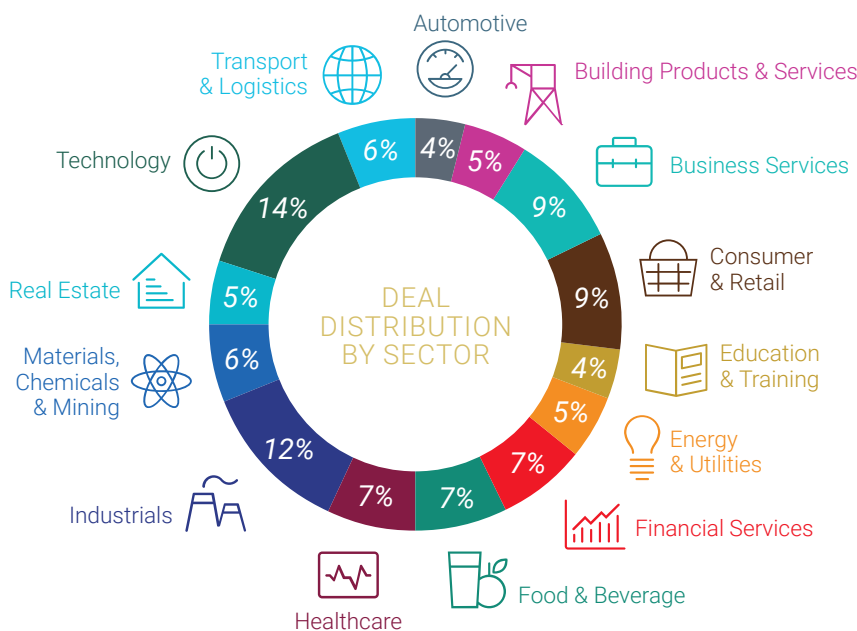 Automotive
4%
Building Products & Services
5%
Business Services
9%
Consumer
& Retail
9%
Education
& Training
4%
Energy
& Utilities
5%
Financial Services
7%
Food & Beverage
7%
Healthcare
7%
Industrials
12%
Materials,
Chemicals
& Mining
6%
Real Estate
5%
Technology
14%
Transport
& Logistics
6%
DEAL
DISTRIBUTION
BY SECTOR